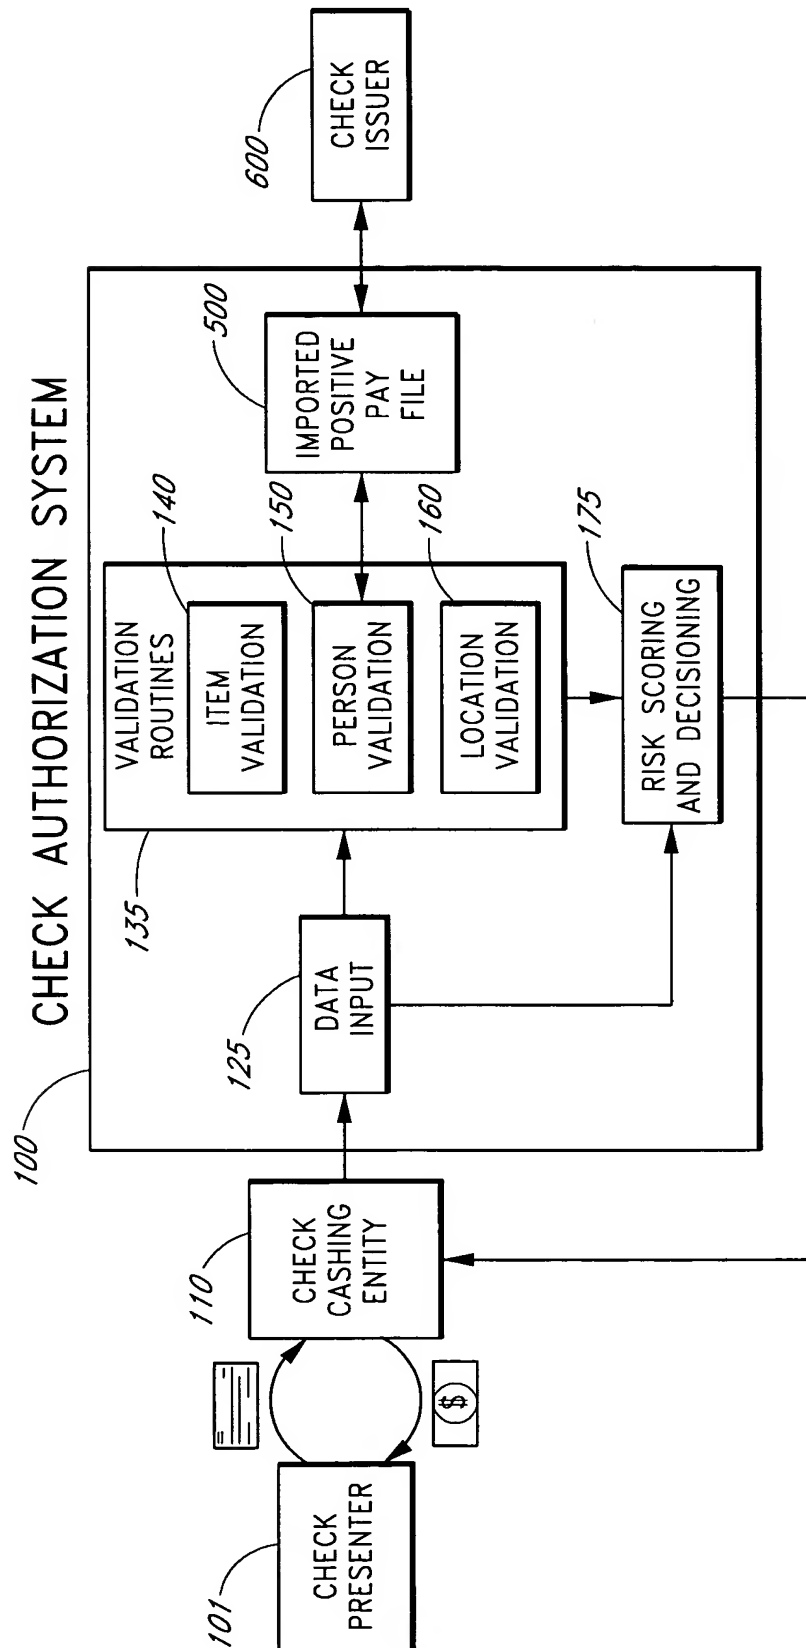 CHECK AUTHORIZATION SYSTEM
100
101
CHECK
PRESENTER
$
110
CHECK
CASHING
ENTITY
125
DATA
INPUT
135
VALIDATION
ROUTINES
140
ITEM
VALIDATION
150
PERSON
VALIDATION
160
LOCATION
VALIDATION
175
RISK SCORING
AND DECISIONING
500
IMPORTED
POSITIVE
PAY
FILE
600
CHECK
ISSUER